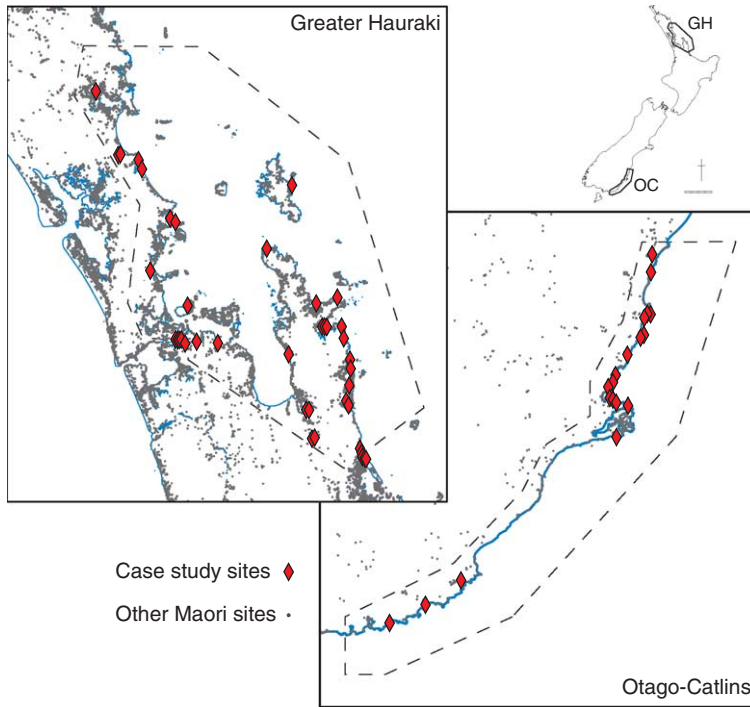 Greater Hauraki
GH
OC
Case study sites
Other Maori sites
Otago-Catlins